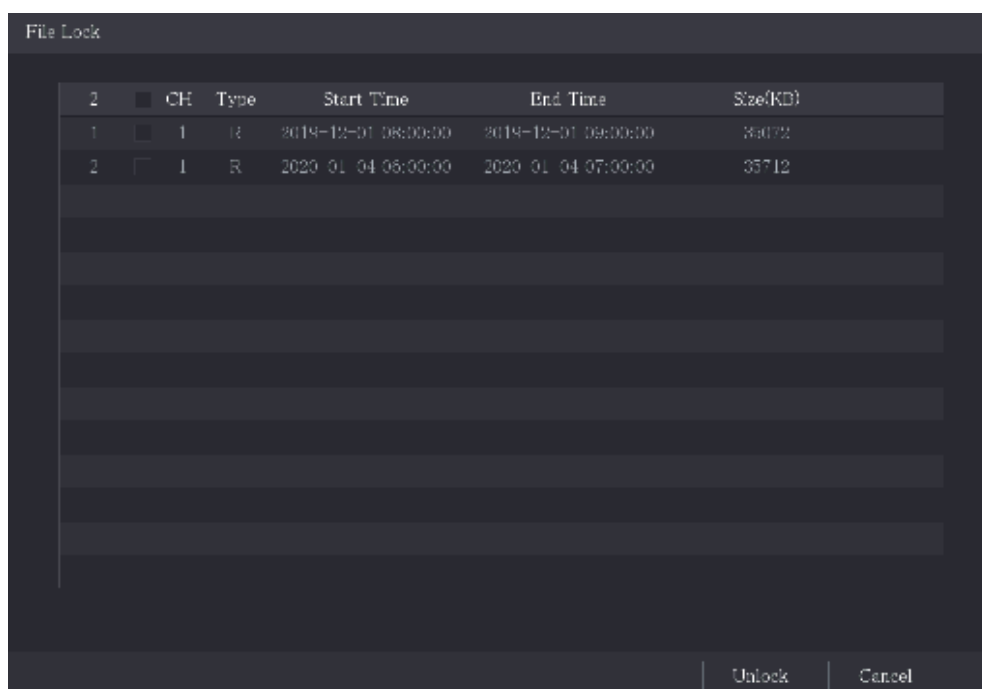 File Lock
2 CH Type Start Time End Time Size(KB)
1 1 R 2019-12-01 08:00:00 2019-12-01 09:00:00 35072
2 1 R 2020-01-04 06:00:00 2020-01-04 07:00:00 35712
Unlock Cancel